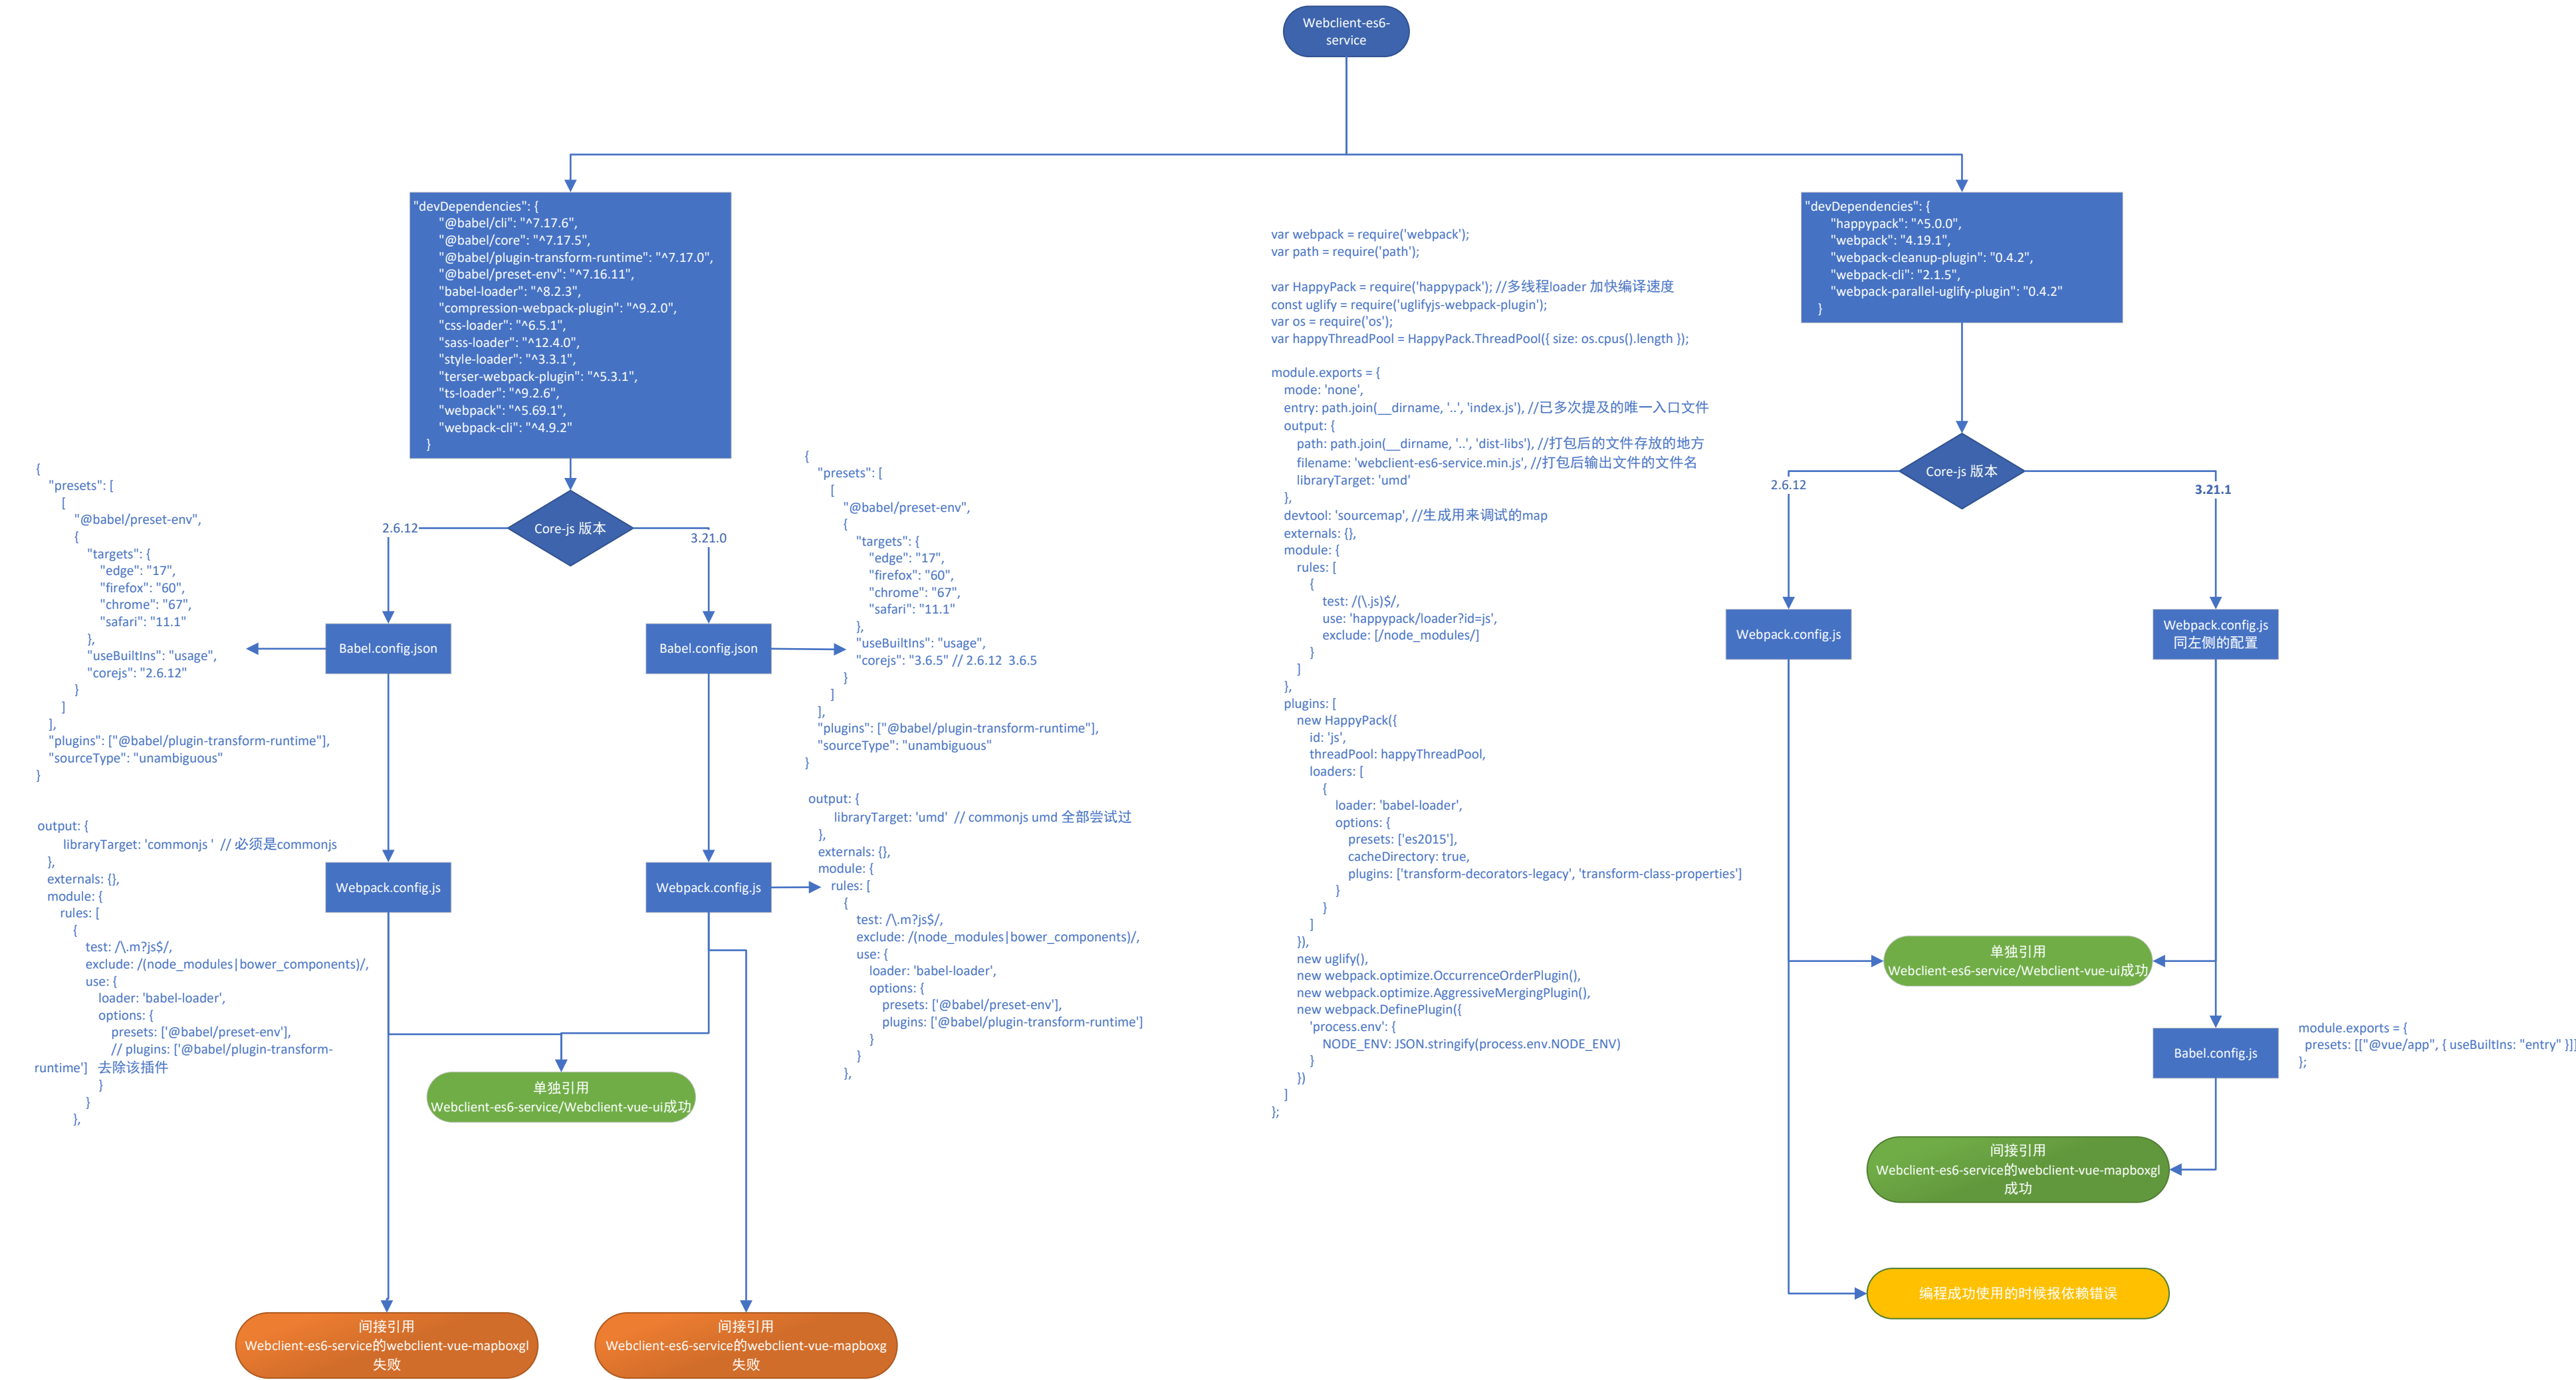 Webclient-es6-
service
"devDependencies": {
"@babel/cli": "^7.17.6",
"@babel/core": "^7.17.5",
"@babel/plugin-transform-runtime": "^7.17.0",
"@babel/preset-env": "^7.16.11",
"babel-loader": "^8.2.3",
"compression-webpack-plugin": "^9.2.0",
"css-loader": "^6.5.1",
"sass-loader": "^12.4.0",
"style-loader": "^3.3.1",
"terser-webpack-plugin": "^5.3.1",
"ts-loader": "^9.2.6",
"webpack": "^5.69.1",
"webpack-cli": "^4.9.2"
}
Core-js 版本
2.6.12
3.21.0
{
"presets": [
[
"@babel/preset-env",
{
"targets": {
"edge": "17",
"firefox": "60",
"chrome": "67",
"safari": "11.1"
},
"useBuiltIns": "usage",
"corejs": "2.6.12"
}
]
],
"plugins": ["@babel/plugin-transform-runtime"],
"sourceType": "unambiguous"
}
Babel.config.json
Babel.config.json
{
"presets": [
[
"@babel/preset-env",
{
"targets": {
"edge": "17",
"firefox": "60",
"chrome": "67",
"safari": "11.1"
},
"useBuiltIns": "usage",
"corejs": "3.6.5" // 2.6.12  3.6.5
}
]
],
"plugins": ["@babel/plugin-transform-runtime"],
"sourceType": "unambiguous"
}
output: {
libraryTarget: 'commonjs '  // 必须是commonjs
},
externals: {},
module: {
rules: [
{
test: /\.m?js$/,
exclude: /(node_modules|bower_components)/,
use: {
loader: 'babel-loader',
options: {
presets: ['@babel/preset-env'],
// plugins: ['@babel/plugin-transform-
runtime']   去除该插件
}
}
},
Webpack.config.js
Webpack.config.js
output: {
libraryTarget: 'umd'  // commonjs umd 全部尝试过
},
externals: {},
module: {
rules: [
{
test: /\.m?js$/,
exclude: /(node_modules|bower_components)/,
use: {
loader: 'babel-loader',
options: {
presets: ['@babel/preset-env'],
plugins: ['@babel/plugin-transform-runtime']
}
}
},
单独引用
Webclient-es6-service/Webclient-vue-ui成功
间接引用
Webclient-es6-service的webclient-vue-mapboxgl
失败
间接引用
Webclient-es6-service的webclient-vue-mapboxg
失败
var webpack = require('webpack');
var path = require('path');
var HappyPack = require('happypack'); //多线程loader 加快编译速度
const uglify = require('uglifyjs-webpack-plugin');
var os = require('os');
var happyThreadPool = HappyPack.ThreadPool({ size: os.cpus().length });
module.exports = {
mode: 'none',
entry: path.join(__dirname, '..', 'index.js'), //已多次提及的唯一入口文件
output: {
path: path.join(__dirname, '..', 'dist-libs'), //打包后的文件存放的地方
filename: 'webclient-es6-service.min.js', //打包后输出文件的文件名
libraryTarget: 'umd'
},
devtool: 'sourcemap', //生成用来调试的map
externals: {},
module: {
rules: [
{
test: /(\.js)$/,
use: 'happypack/loader?id=js',
exclude: [/node_modules/]
}
]
},
plugins: [
new HappyPack({
id: 'js',
threadPool: happyThreadPool,
loaders: [
{
loader: 'babel-loader',
options: {
presets: ['es2015'],
cacheDirectory: true,
plugins: ['transform-decorators-legacy', 'transform-class-properties']
}
}
]
}),
new uglify(),
new webpack.optimize.OccurrenceOrderPlugin(),
new webpack.optimize.AggressiveMergingPlugin(),
new webpack.DefinePlugin({
'process.env': {
NODE_ENV: JSON.stringify(process.env.NODE_ENV)
}
})
]
};
"devDependencies": {
"happypack": "^5.0.0",
"webpack": "4.19.1",
"webpack-cleanup-plugin": "0.4.2",
"webpack-cli": "2.1.5",
"webpack-parallel-uglify-plugin": "0.4.2"
}
Core-js 版本
2.6.12
3.21.1
Webpack.config.js
Webpack.config.js
同左侧的配置
单独引用
Webclient-es6-service/Webclient-vue-ui成功
Babel.config.js
module.exports = {
presets: [["@vue/app", { useBuiltIns: "entry" }]]
};
间接引用
Webclient-es6-service的webclient-vue-mapboxgl
成功
编程成功使用的时候报依赖错误